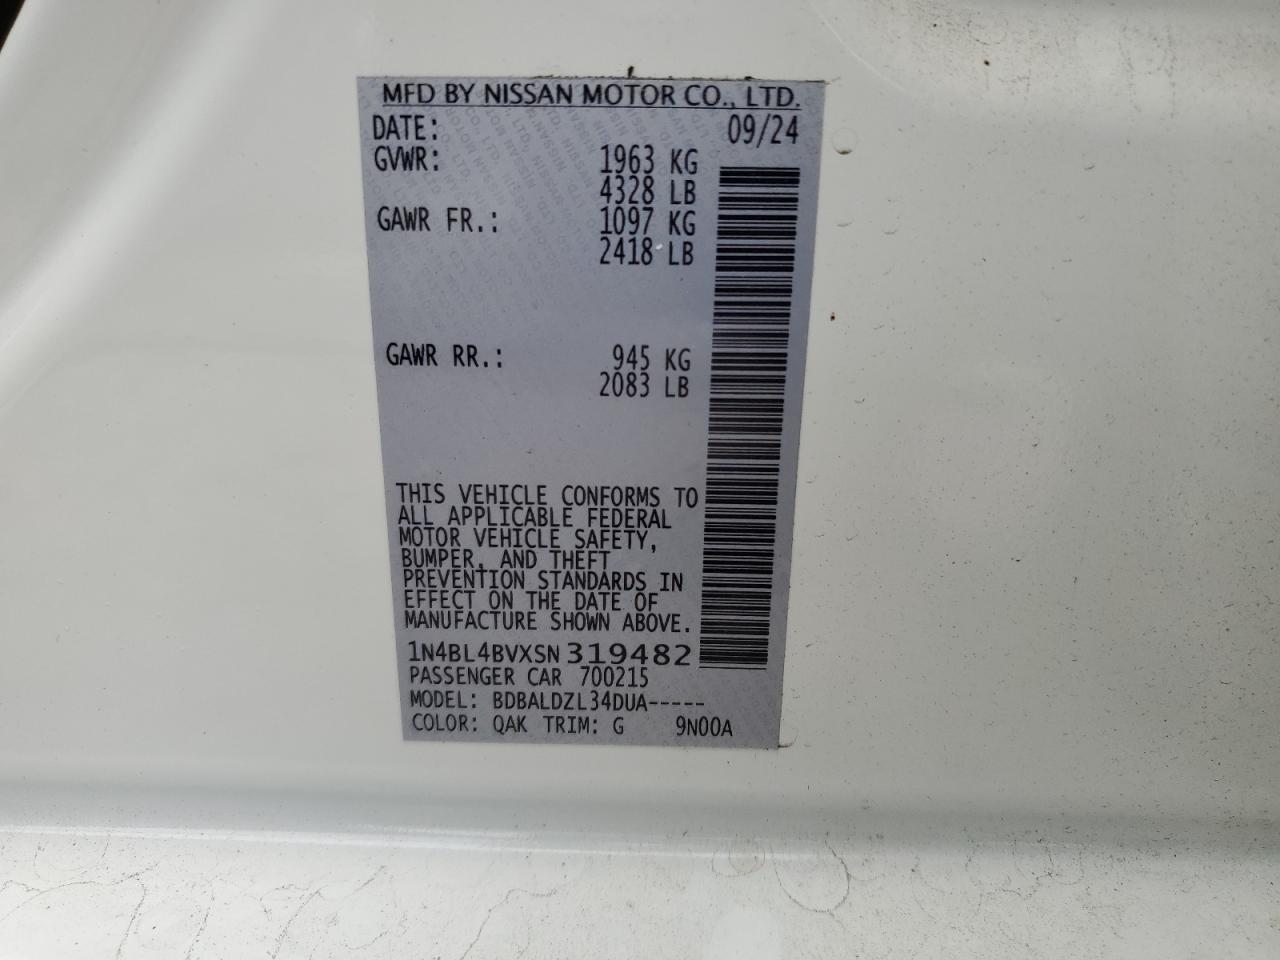 MFD BY NISSAN MOTOR CO., LTD.
DATE: 09/24
GVWR: 1963 KG
4328 LB
GAWR FR.: 1097 KG
2418 LB
GAWR RR.: 945 KG
2083 LB
THIS VEHICLE CONFORMS TO
ALL APPLICABLE FEDERAL
MOTOR VEHICLE SAFETY,
BUMPER, AND THEFT
PREVENTION STANDARDS IN
EFFECT ON THE DATE OF
MANUFACTURE SHOWN ABOVE.
1N4BL4BVXSN319482
PASSENGER CAR 700215
MODEL: BDBALDZL34DUA-----
COLOR: QAK TRIM: G 9N00A